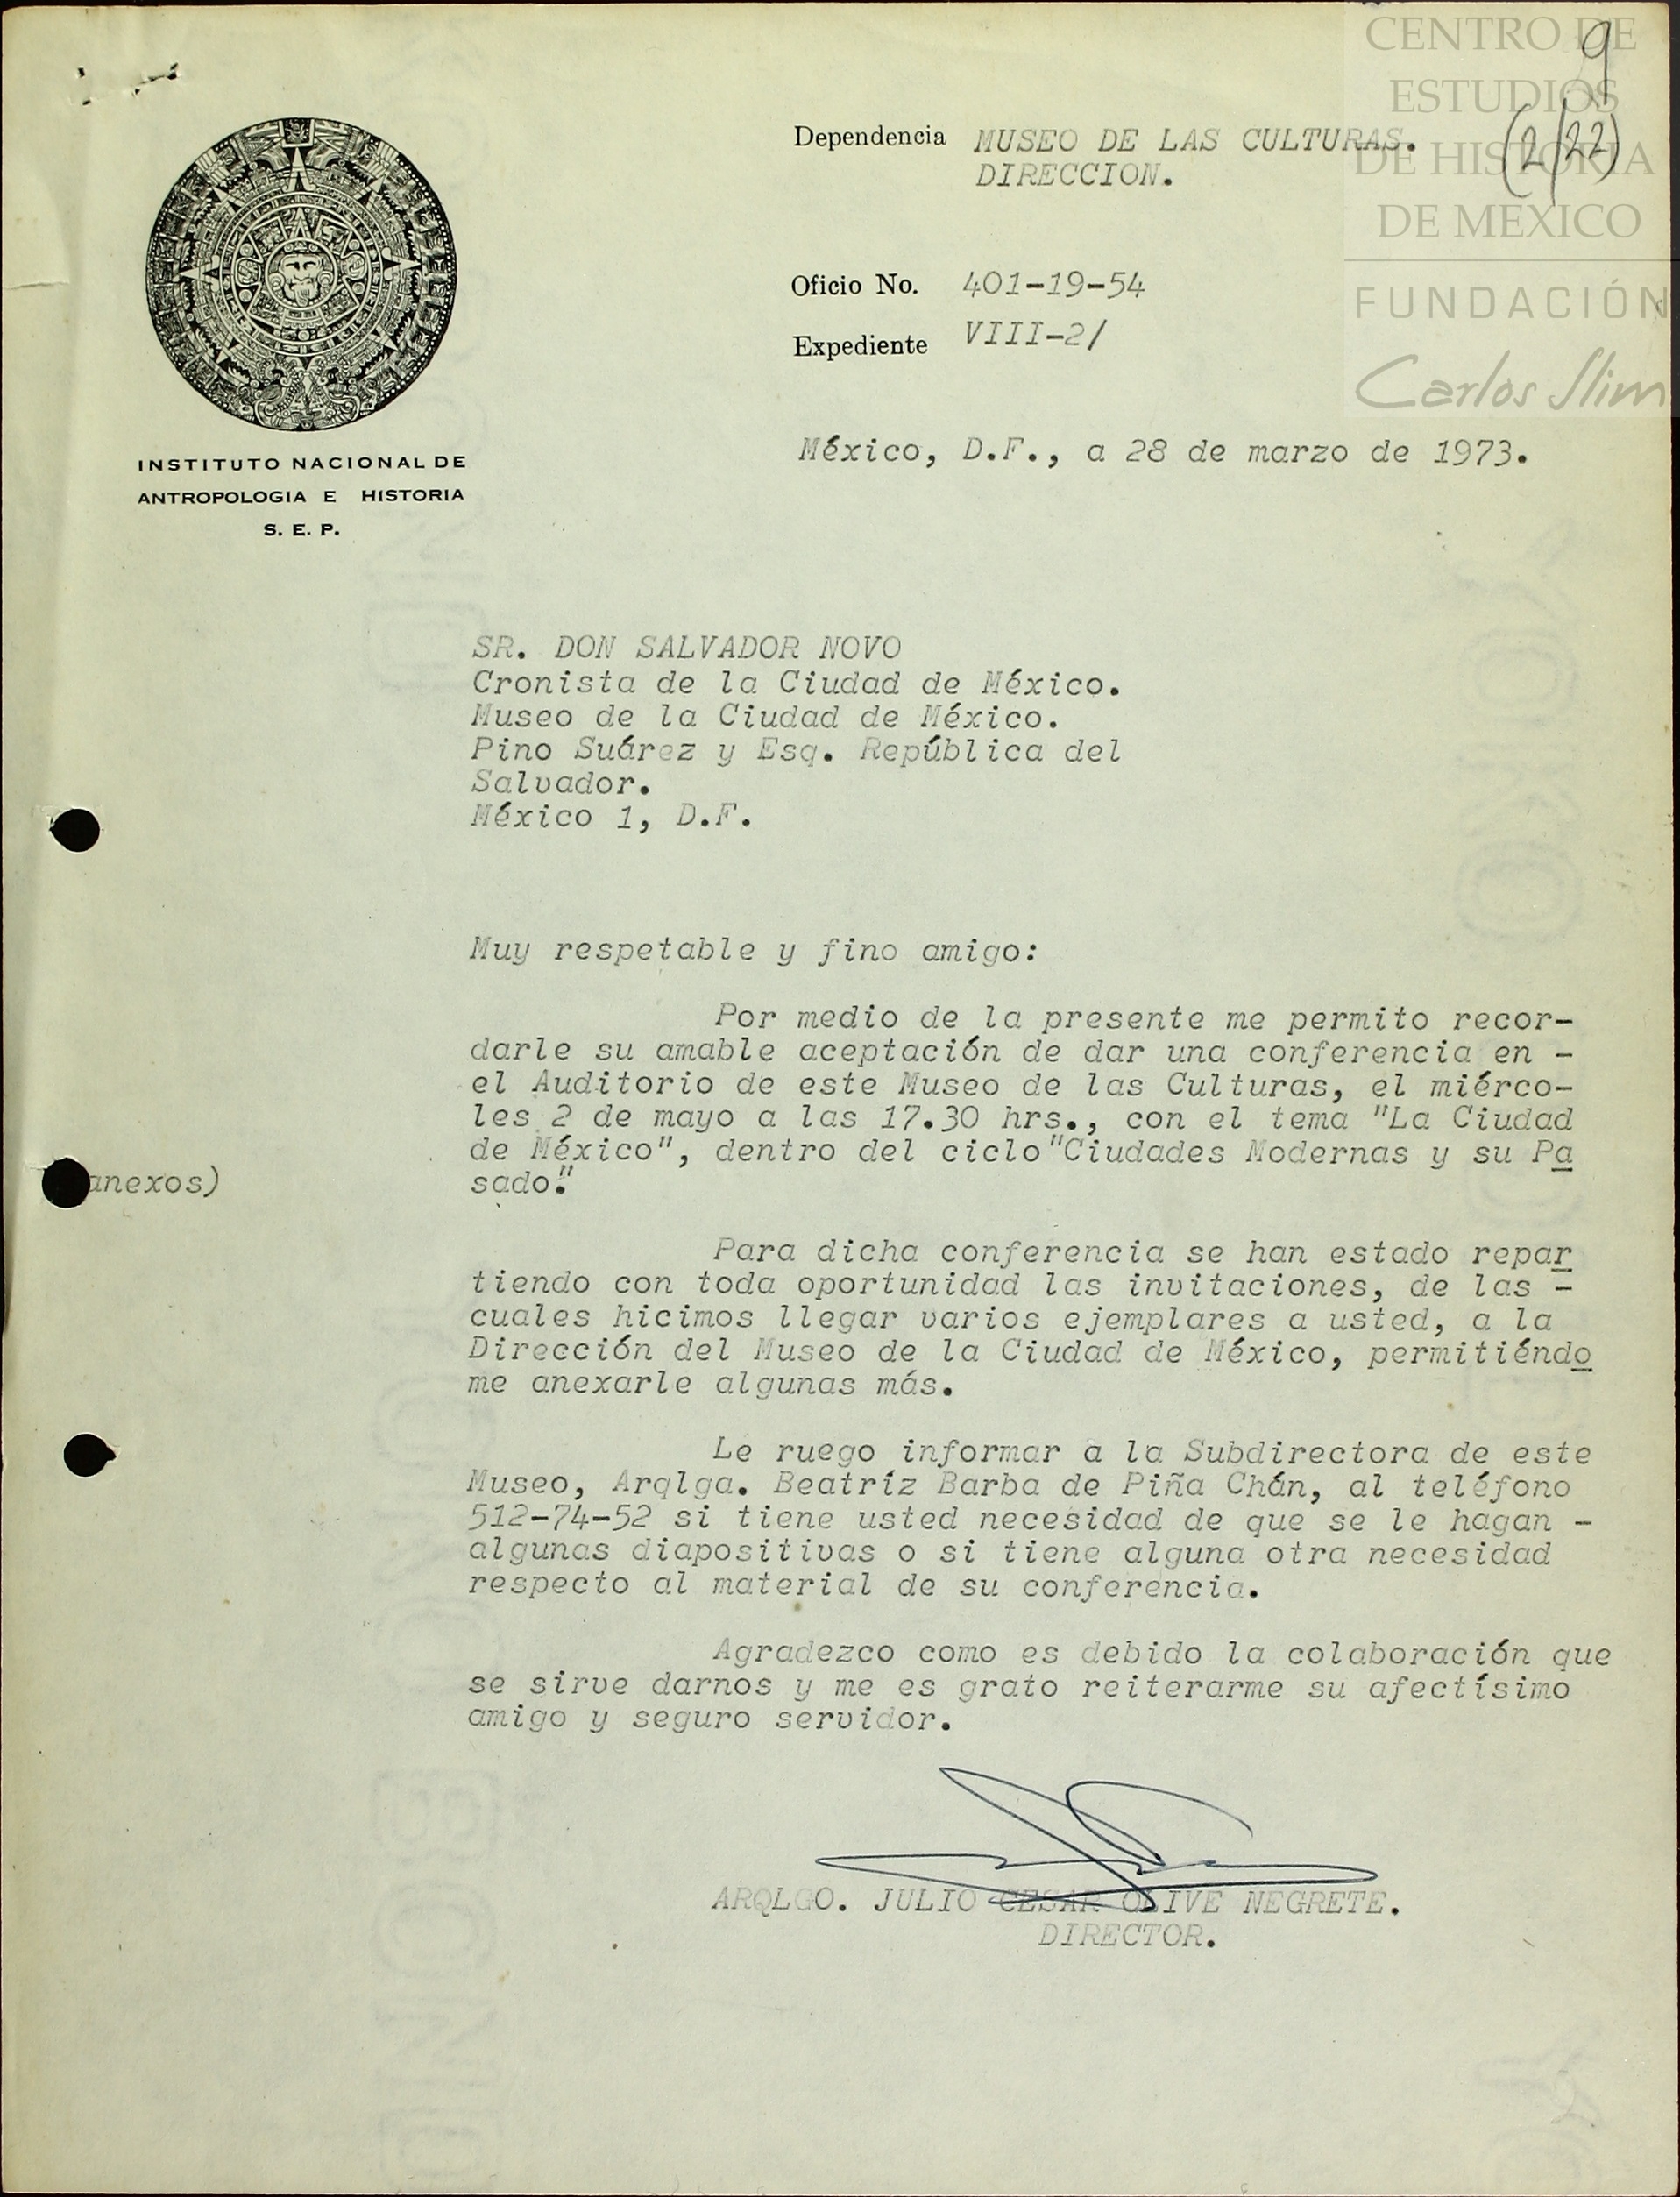 CENTRO DE
ESTUDIOS
DE HISTORIA
DE MEXICO
FUNDACIÓN
Carlos Slim
9
(2/22)
Dependencia MUSEO DE LAS CULTURAS.
DIRECCION.
Oficio No. 401-19-54
Expediente VIII-2/
México, D.F., a 28 de marzo de 1973.
INSTITUTO NACIONAL DE
ANTROPOLOGIA E HISTORIA
S. E. P.
SR. DON SALVADOR NOVO
Cronista de la Ciudad de México.
Museo de la Ciudad de México.
Pino Suárez y Esq. República del
Salvador.
México 1, D.F.
Muy respetable y fino amigo:
Por medio de la presente me permito recor-
darle su amable aceptación de dar una conferencia en -
el Auditorio de este Museo de las Culturas, el miérco-
les 2 de mayo a las 17.30 hrs., con el tema "La Ciudad
de México", dentro del ciclo "Ciudades Modernas y su Pa
sado."
anexos)
Para dicha conferencia se han estado repar
tiendo con toda oportunidad las invitaciones, de las -
cuales hicimos llegar varios ejemplares a usted, a la
Dirección del Museo de la Ciudad de México, permitiéndo
me anexarle algunas más.
Le ruego informar a la Subdirectora de este
Museo, Arqlga. Beatríz Barba de Piña Chán, al teléfono
512-74-52 si tiene usted necesidad de que se le hagan -
algunas diapositivas o si tiene alguna otra necesidad
respecto al material de su conferencia.
Agradezco como es debido la colaboración que
se sirve darnos y me es grato reiterarme su afectísimo
amigo y seguro servidor.
ARQLGO. JULIO CESAR OLIVE NEGRETE.
DIRECTOR.